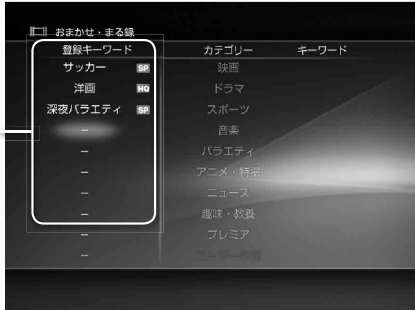 おまかせ・まる録
登録キーワード カテゴリー キーワード
サッカー SP 映画
洋画 HQ ドラマ
深夜バラエティ SP スポーツ
– 音楽
– バラエティ
– アニメ・特撮
– ニュース
– 趣味・教養
– プレミア
–